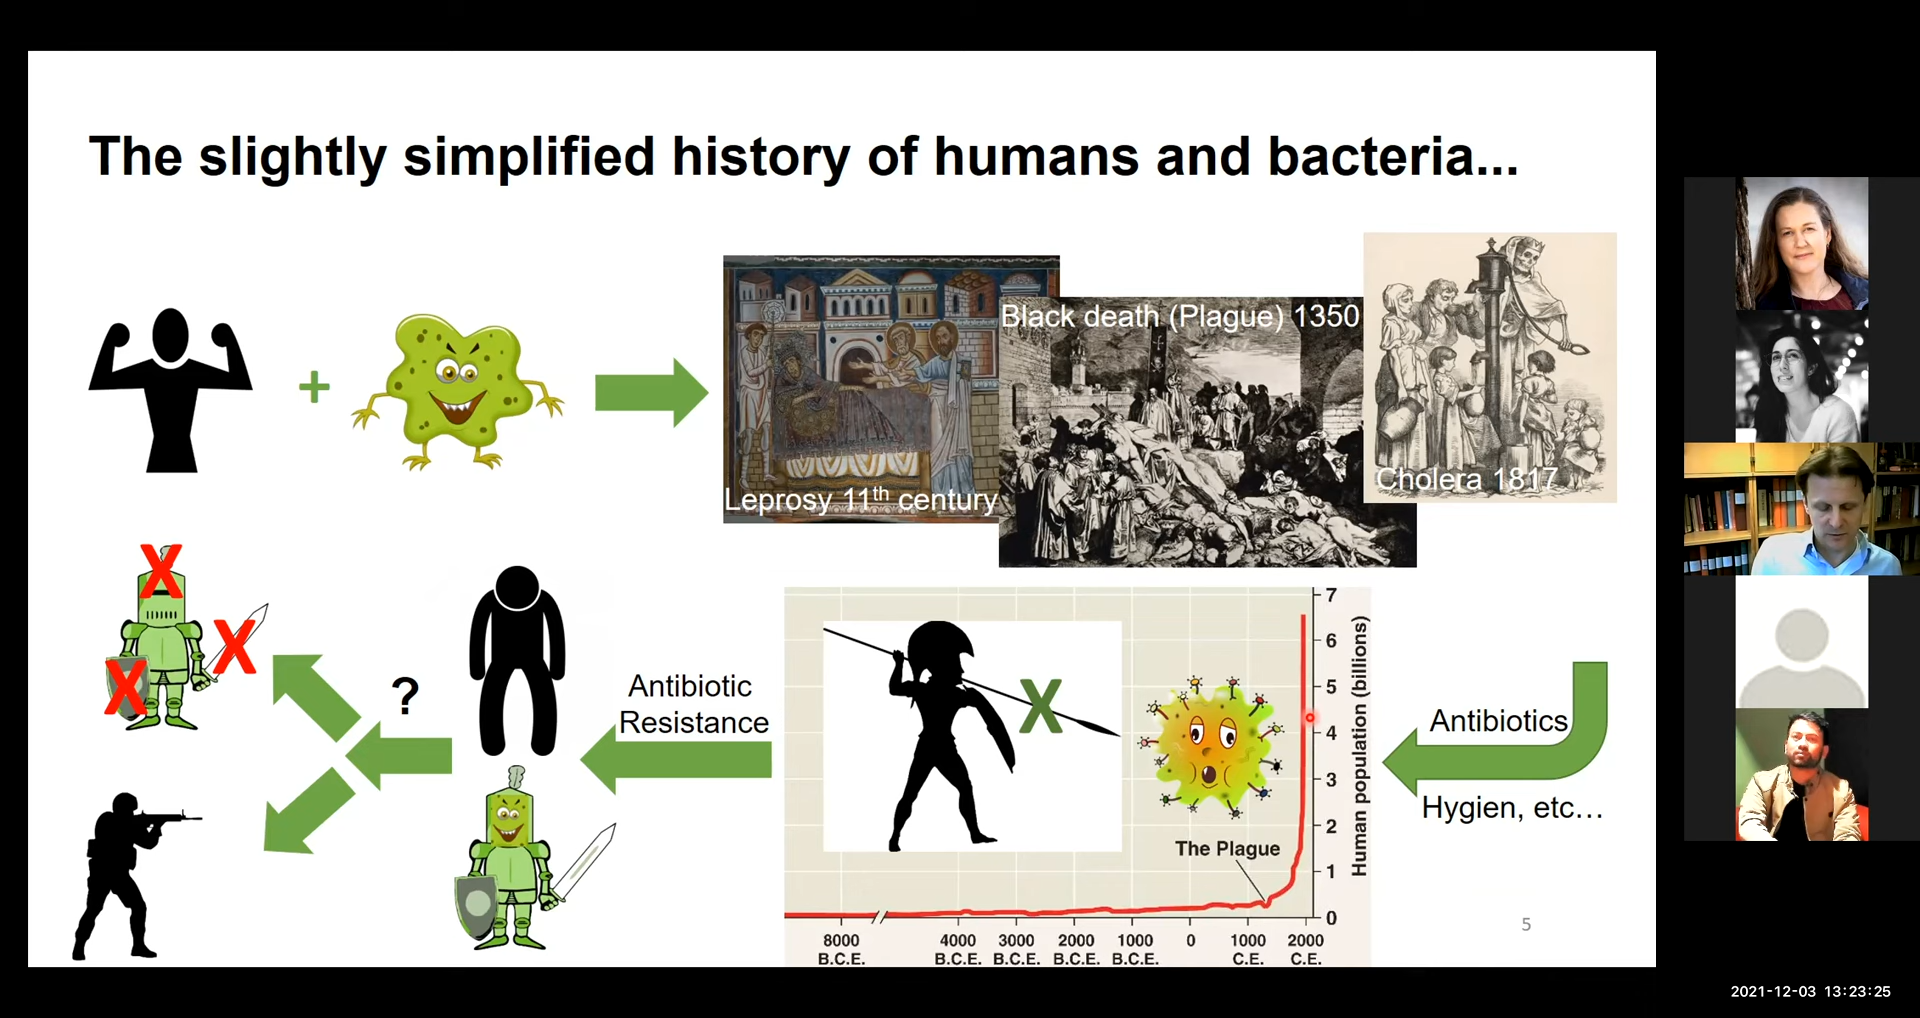 The slightly simplified history of humans and bacteria...
+
Leprosy 11th century
Black death (Plague) 1350
Cholera 1817
X
X
X
?
Antibiotic
Resistance
X
The Plague
7
6
5
4
3
2
1
0
Human population (billions)
8000 4000 3000 2000 1000 0 1000 2000
B.C.E. B.C.E. B.C.E. B.C.E. B.C.E. C.E. C.E.
Antibiotics
Hygien, etc...
5
2021-12-03 13:23:25